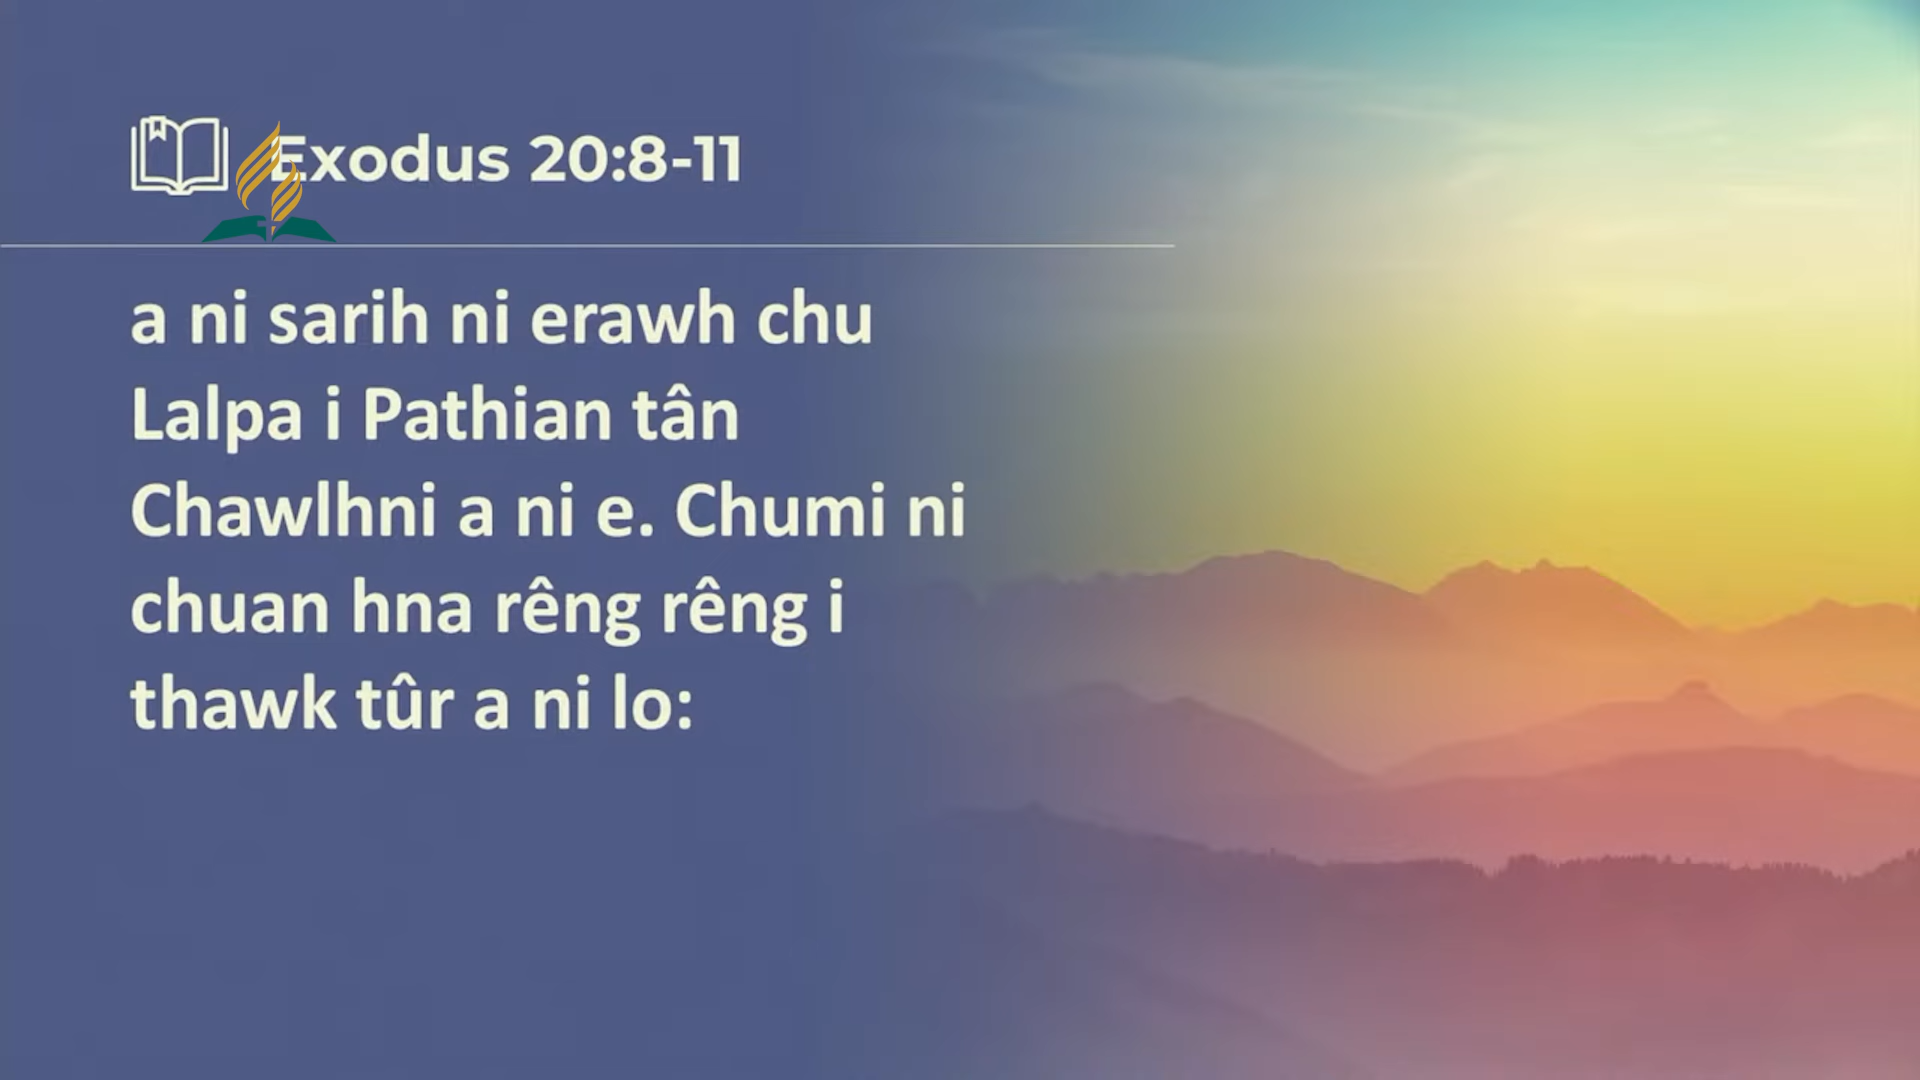 Exodus 20:8-11
a ni sarih ni erawh chu
Lalpa i Pathian tân
Chawlhni a ni e. Chumi ni
chuan hna rêng rêng i
thawk tûr a ni lo: